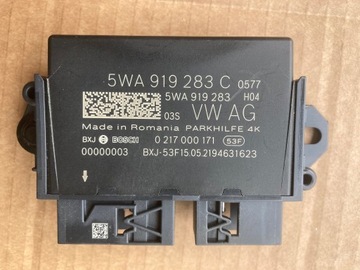 5WA 919 283 C 0577
5WA 919 283 H04
03S VW AG
Made in Romania PARKHILFE 4K
BXJ BOSCH 0 217 000 171 53F
00000003 BXJ-53F15.05.2194631623